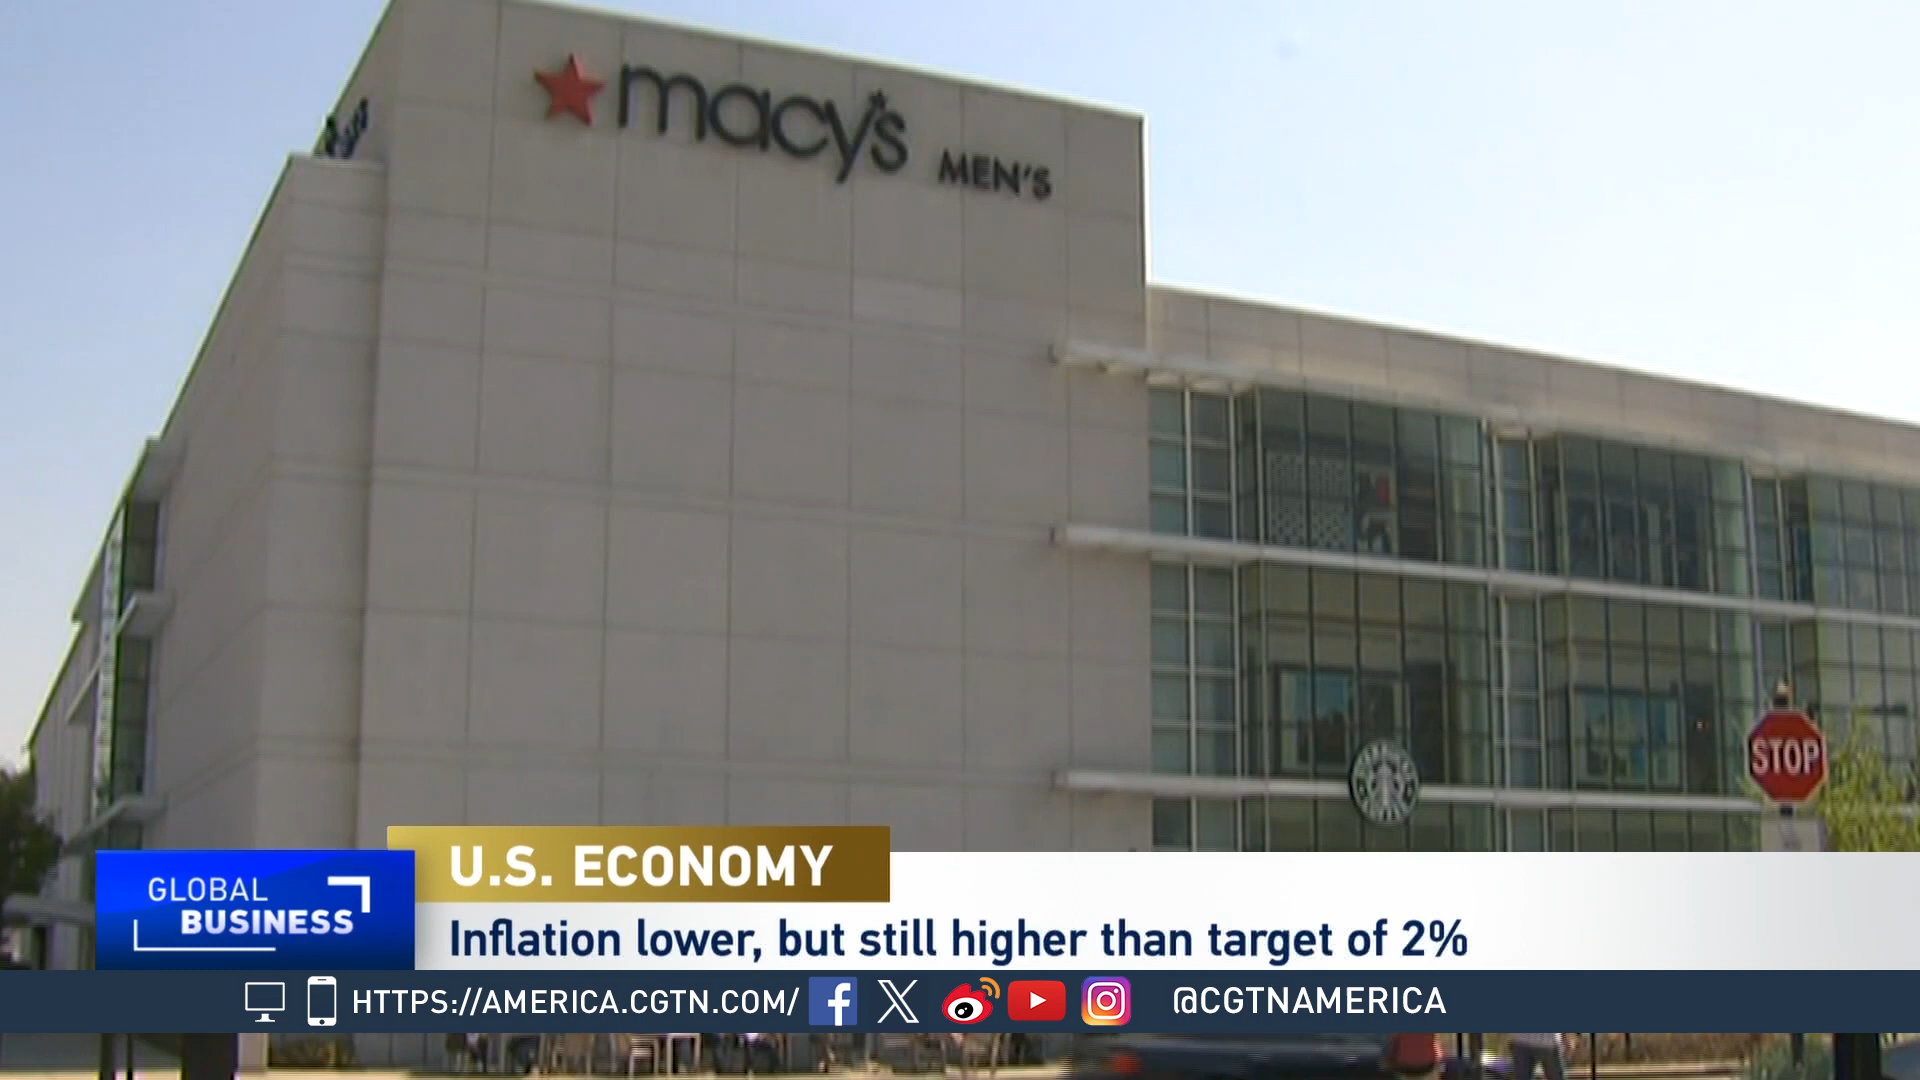 macy's MEN'S
STOP
U.S. ECONOMY
GLOBAL
BUSINESS
Inflation lower, but still higher than target of 2%
HTTPS://AMERICA.CGTN.COM/ @CGTNAMERICA